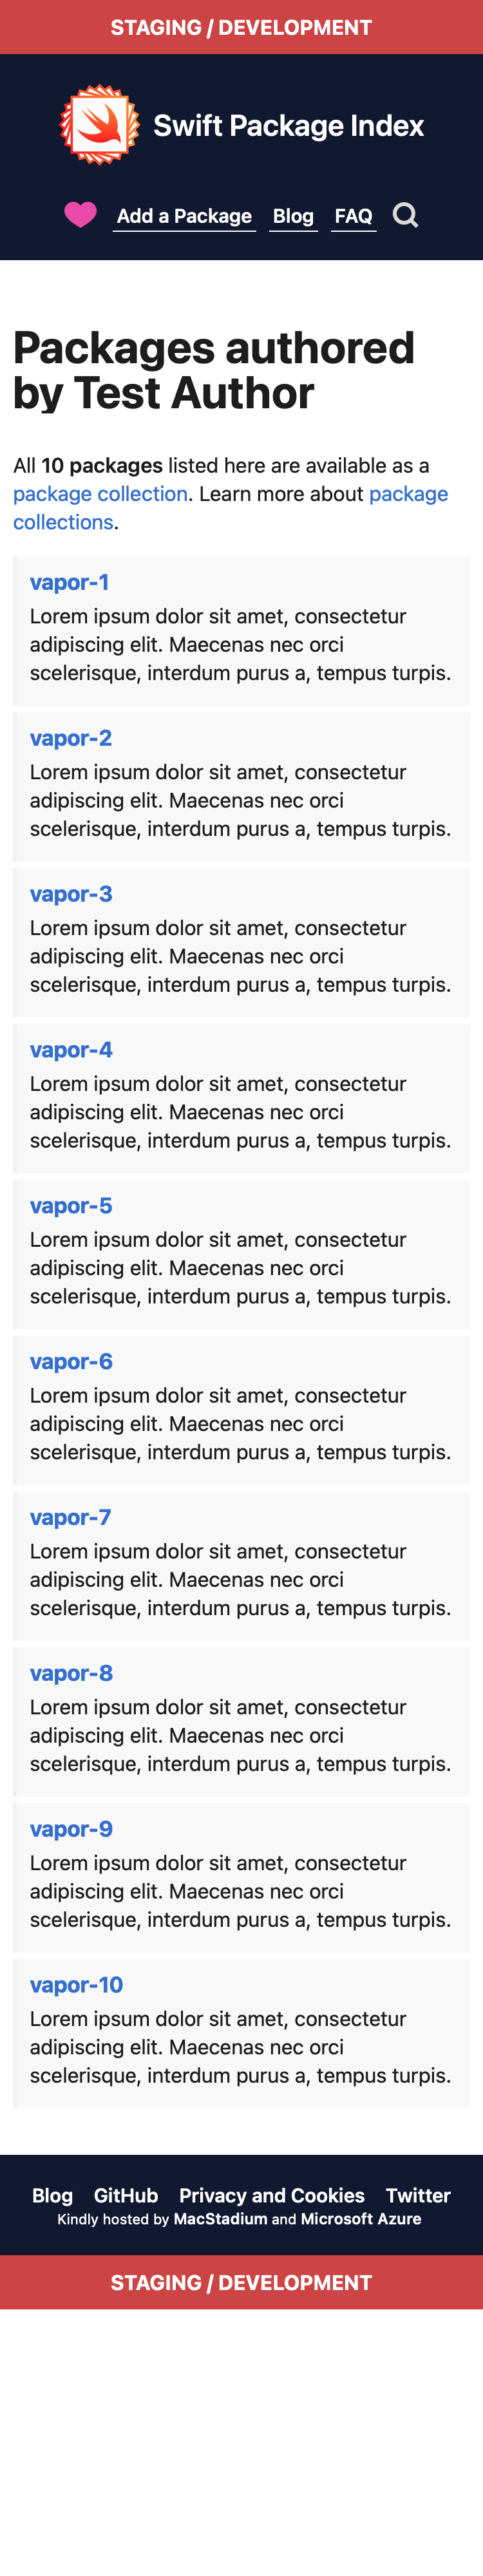 STAGING / DEVELOPMENT
Swift Package Index
Add a Package Blog FAQ
Packages authored
by Test Author
All 10 packages listed here are available as a
package collection. Learn more about package
collections.
vapor-1
Lorem ipsum dolor sit amet, consectetur
adipiscing elit. Maecenas nec orci
scelerisque, interdum purus a, tempus turpis.
vapor-2
Lorem ipsum dolor sit amet, consectetur
adipiscing elit. Maecenas nec orci
scelerisque, interdum purus a, tempus turpis.
vapor-3
Lorem ipsum dolor sit amet, consectetur
adipiscing elit. Maecenas nec orci
scelerisque, interdum purus a, tempus turpis.
vapor-4
Lorem ipsum dolor sit amet, consectetur
adipiscing elit. Maecenas nec orci
scelerisque, interdum purus a, tempus turpis.
vapor-5
Lorem ipsum dolor sit amet, consectetur
adipiscing elit. Maecenas nec orci
scelerisque, interdum purus a, tempus turpis.
vapor-6
Lorem ipsum dolor sit amet, consectetur
adipiscing elit. Maecenas nec orci
scelerisque, interdum purus a, tempus turpis.
vapor-7
Lorem ipsum dolor sit amet, consectetur
adipiscing elit. Maecenas nec orci
scelerisque, interdum purus a, tempus turpis.
vapor-8
Lorem ipsum dolor sit amet, consectetur
adipiscing elit. Maecenas nec orci
scelerisque, interdum purus a, tempus turpis.
vapor-9
Lorem ipsum dolor sit amet, consectetur
adipiscing elit. Maecenas nec orci
scelerisque, interdum purus a, tempus turpis.
vapor-10
Lorem ipsum dolor sit amet, consectetur
adipiscing elit. Maecenas nec orci
scelerisque, interdum purus a, tempus turpis.
Blog GitHub Privacy and Cookies Twitter
Kindly hosted by MacStadium and Microsoft Azure
STAGING / DEVELOPMENT